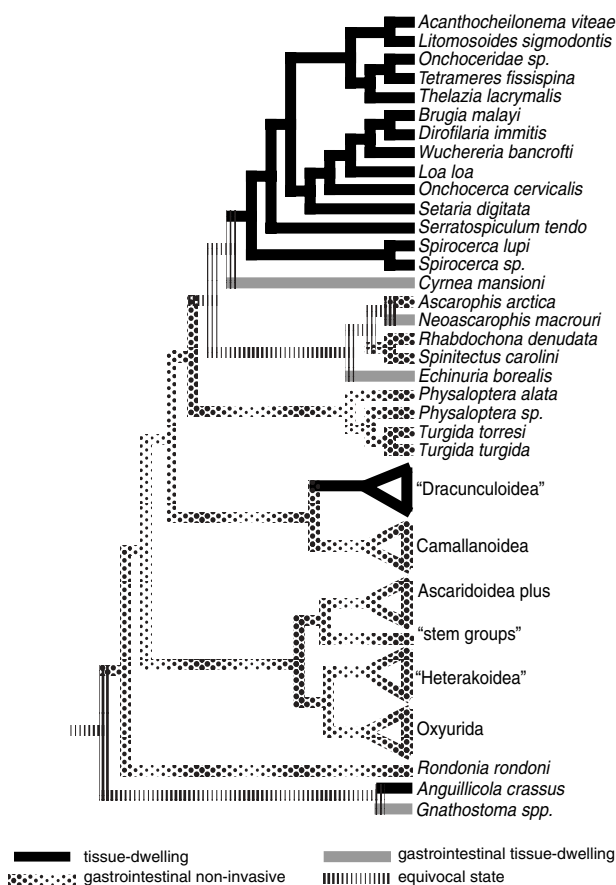 Acanthocheilonema viteae
Litomosoides sigmodontis
Onchoceridae sp.
Tetrameres fissispina
Thelazia lacrymalis
Brugia malayi
Dirofilaria immitis
Wuchereria bancrofti
Loa loa
Onchocerca cervicalis
Setaria digitata
Serratospiculum tendo
Spirocerca lupi
Spirocerca sp.
Cyrnea mansioni
Ascarophis arctica
Neoascarophis macrouri
Rhabdochona denudata
Spinitectus carolini
Echinuria borealis
Physaloptera alata
Physaloptera sp.
Turgida torresi
Turgida turgida
“Dracunculoidea”
Camallanoidea
Ascaridoidea plus
“stem groups”
“Heterakoidea”
Oxyurida
Rondonia rondoni
Anguillicola crassus
Gnathostoma spp.
tissue-dwelling
gastrointestinal tissue-dwelling
gastrointestinal non-invasive
equivocal state